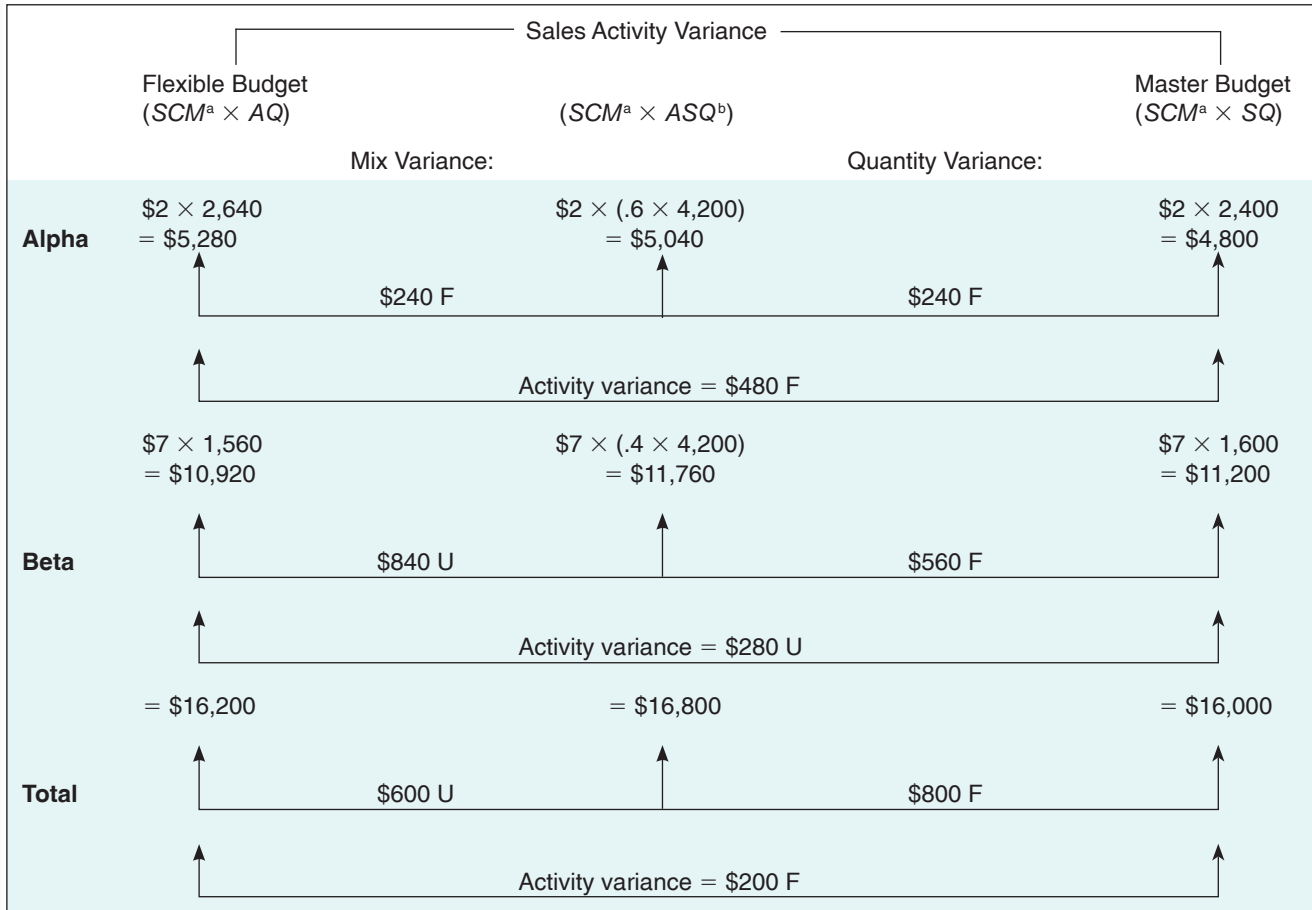 Sales Activity Variance
Flexible Budget Master Budget
(SCMᵃ × AQ) (SCMᵃ × ASQᵇ) (SCMᵃ × SQ)
Mix Variance: Quantity Variance:
$2 × 2,640 $2 × (.6 × 4,200) $2 × 2,400
Alpha = $5,280 = $5,040 = $4,800
$240 F $240 F
Activity variance = $480 F
$7 × 1,560 $7 × (.4 × 4,200) $7 × 1,600
= $10,920 = $11,760 = $11,200
Beta $840 U $560 F
Activity variance = $280 U
= $16,200 = $16,800 = $16,000
Total $600 U $800 F
Activity variance = $200 F